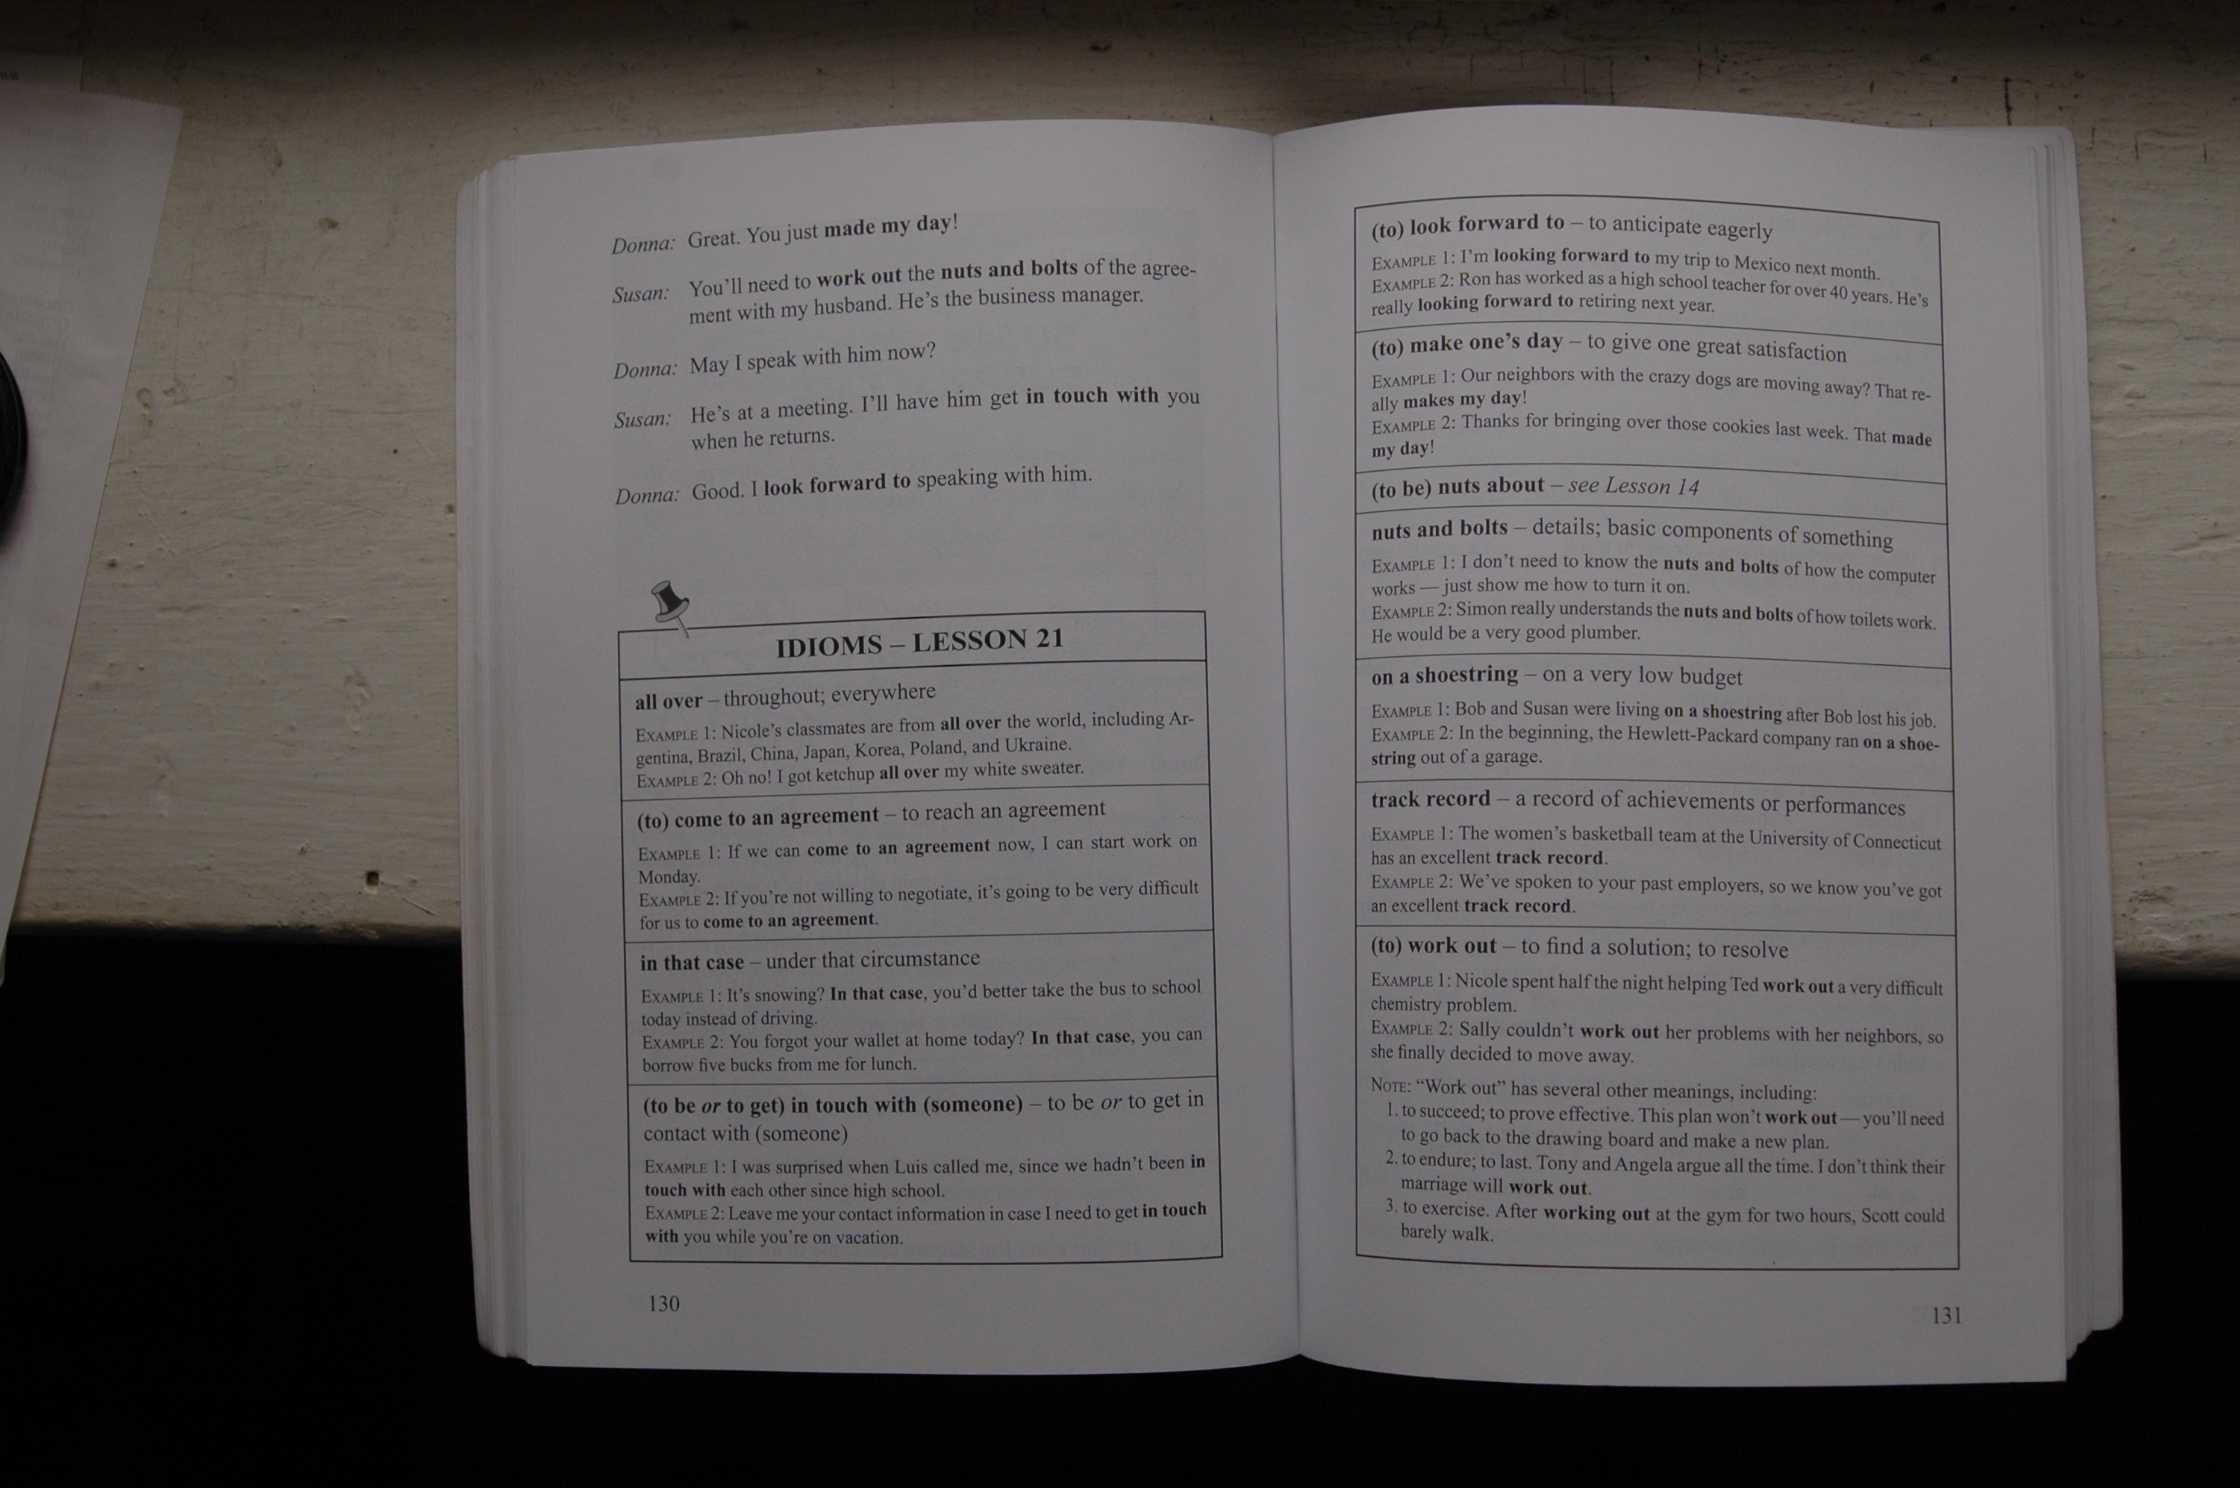 Donna: Great. You just made my day!
Susan: You'll need to work out the nuts and bolts of the agree-
ment with my husband. He's the business manager.
Donna: May I speak with him now?
Susan: He's at a meeting. I'll have him get in touch with you
when he returns.
Donna: Good. I look forward to speaking with him.
IDIOMS – LESSON 21
all over – throughout; everywhere
EXAMPLE 1: Nicole's classmates are from all over the world, including Ar-
gentina, Brazil, China, Japan, Korea, Poland, and Ukraine.
EXAMPLE 2: Oh no! I got ketchup all over my white sweater.
(to) come to an agreement – to reach an agreement
EXAMPLE 1: If we can come to an agreement now, I can start work on
Monday.
EXAMPLE 2: If you're not willing to negotiate, it's going to be very difficult
for us to come to an agreement.
in that case – under that circumstance
EXAMPLE 1: It's snowing? In that case, you'd better take the bus to school
today instead of driving.
EXAMPLE 2: You forgot your wallet at home today? In that case, you can
borrow five bucks from me for lunch.
(to be or to get) in touch with (someone) – to be or to get in
contact with (someone)
EXAMPLE 1: I was surprised when Luis called me, since we hadn't been in
touch with each other since high school.
EXAMPLE 2: Leave me your contact information in case I need to get in touch
with you while you're on vacation.
130
(to) look forward to – to anticipate eagerly
EXAMPLE 1: I'm looking forward to my trip to Mexico next month.
EXAMPLE 2: Ron has worked as a high school teacher for over 40 years. He's
really looking forward to retiring next year.
(to) make one's day – to give one great satisfaction
EXAMPLE 1: Our neighbors with the crazy dogs are moving away? That re-
ally makes my day!
EXAMPLE 2: Thanks for bringing over those cookies last week. That made
my day!
(to be) nuts about – see Lesson 14
nuts and bolts – details; basic components of something
EXAMPLE 1: I don't need to know the nuts and bolts of how the computer
works — just show me how to turn it on.
EXAMPLE 2: Simon really understands the nuts and bolts of how toilets work.
He would be a very good plumber.
on a shoestring – on a very low budget
EXAMPLE 1: Bob and Susan were living on a shoestring after Bob lost his job.
EXAMPLE 2: In the beginning, the Hewlett-Packard company ran on a shoe-
string out of a garage.
track record – a record of achievements or performances
EXAMPLE 1: The women's basketball team at the University of Connecticut
has an excellent track record.
EXAMPLE 2: We've spoken to your past employers, so we know you've got
an excellent track record.
(to) work out – to find a solution; to resolve
EXAMPLE 1: Nicole spent half the night helping Ted work out a very difficult
chemistry problem.
EXAMPLE 2: Sally couldn't work out her problems with her neighbors, so
she finally decided to move away.
NOTE: "Work out" has several other meanings, including:
1. to succeed; to prove effective. This plan won't work out — you'll need
to go back to the drawing board and make a new plan.
2. to endure; to last. Tony and Angela argue all the time. I don't think their
marriage will work out.
3. to exercise. After working out at the gym for two hours, Scott could
barely walk.
131